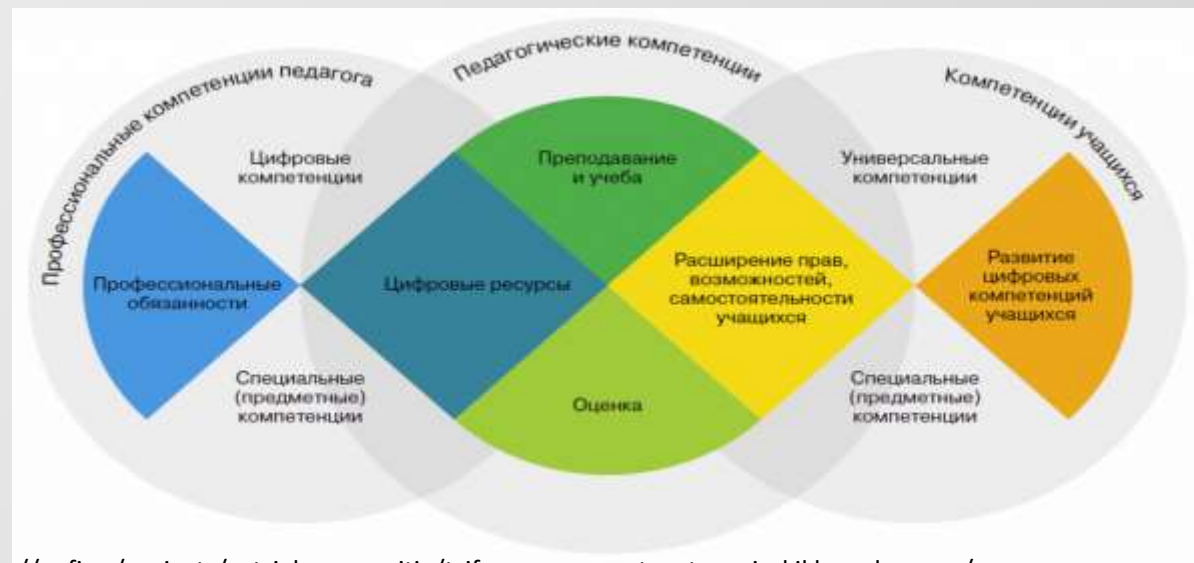 Профессиональные компетенции педагога
Педагогические компетенции
Компетенции учащихся
Цифровые
компетенции
Преподавание
и учеба
Универсальные
компетенции
Профессиональные
обязанности
Цифровые ресурсы
Расширение прав,
возможностей,
самостоятельности
учащихся
Развитие
цифровых
компетенций
учащихся
Специальные
(предметные)
компетенции
Оценка
Специальные
(предметные)
компетенции